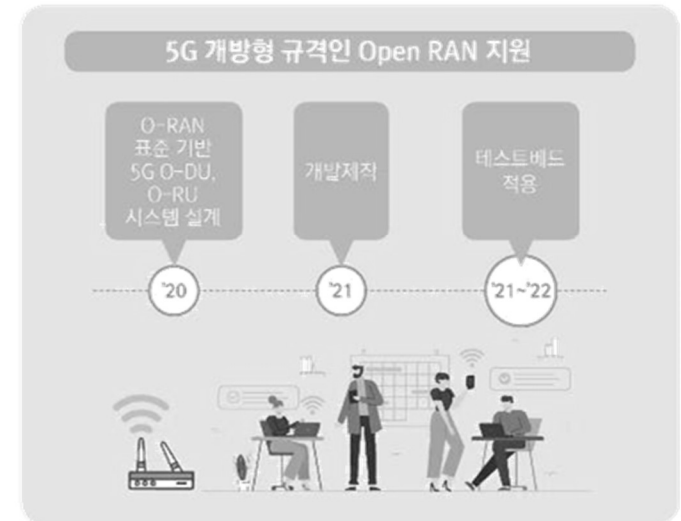 5G 개방형 규격인 Open RAN 지원
O-RAN
표준 기반
5G O-DU,
O-RU
시스템 설계
개발제작
테스트베드
적용
'20
'21
'21~'22